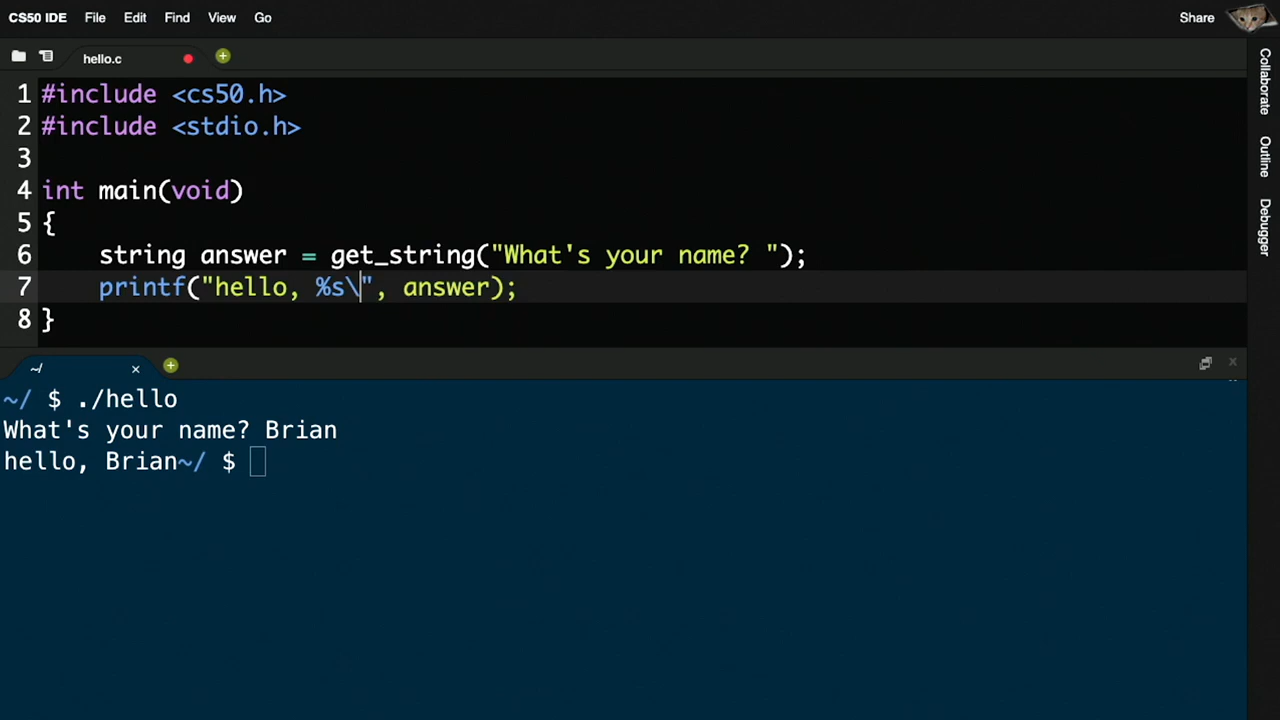 CS50 IDE File Edit Find View Go Share
hello.c
1 #include <cs50.h>
2 #include <stdio.h>
3
4 int main(void)
5 {
6     string answer = get_string("What's your name? ");
7     printf("hello, %s\", answer);
8 }
~/
~/ $ ./hello
What's your name? Brian
hello, Brian~/ $
Collaborate
Outline
Debugger